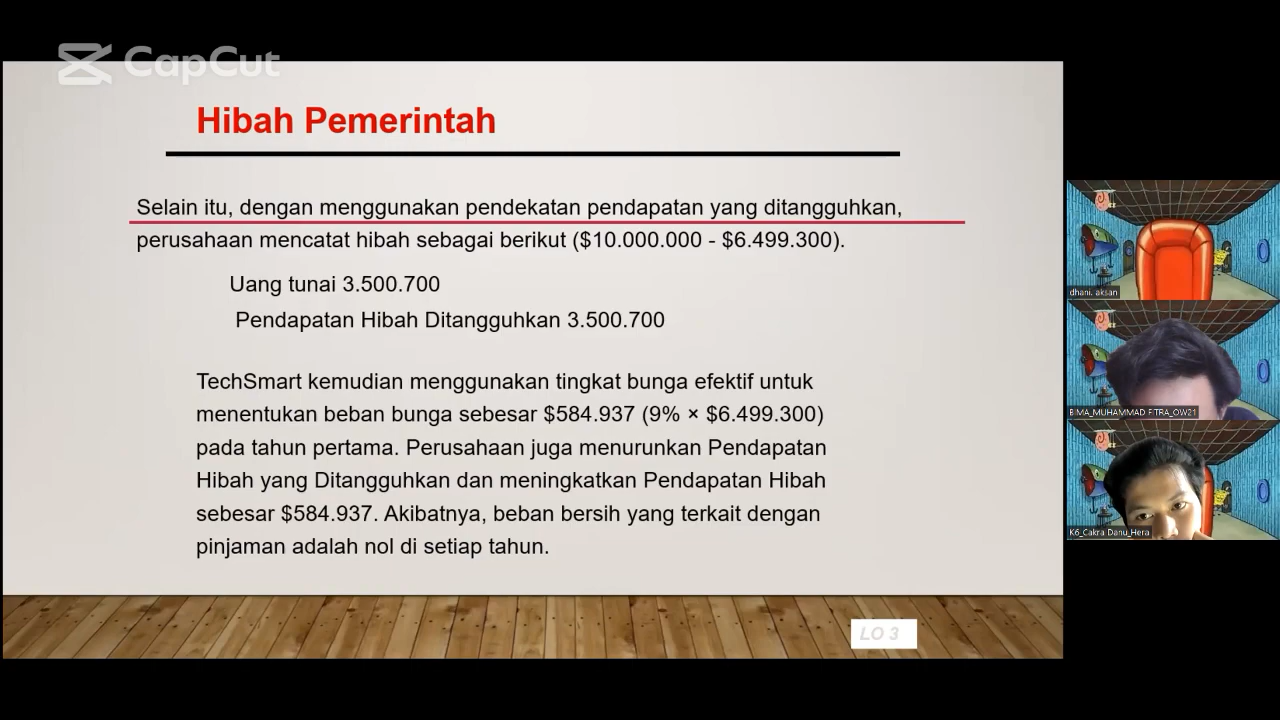 CapCut
Hibah Pemerintah
Selain itu, dengan menggunakan pendekatan pendapatan yang ditangguhkan,
perusahaan mencatat hibah sebagai berikut ($10.000.000 - $6.499.300).
Uang tunai 3.500.700
Pendapatan Hibah Ditangguhkan 3.500.700
TechSmart kemudian menggunakan tingkat bunga efektif untuk
menentukan beban bunga sebesar $584.937 (9% × $6.499.300)
pada tahun pertama. Perusahaan juga menurunkan Pendapatan
Hibah yang Ditangguhkan dan meningkatkan Pendapatan Hibah
sebesar $584.937. Akibatnya, beban bersih yang terkait dengan
pinjaman adalah nol di setiap tahun.
LO 3
dhani. aksan
BIMA_MUHAMMAD FITRA_OW21
K6_Cakra Danu_Hera